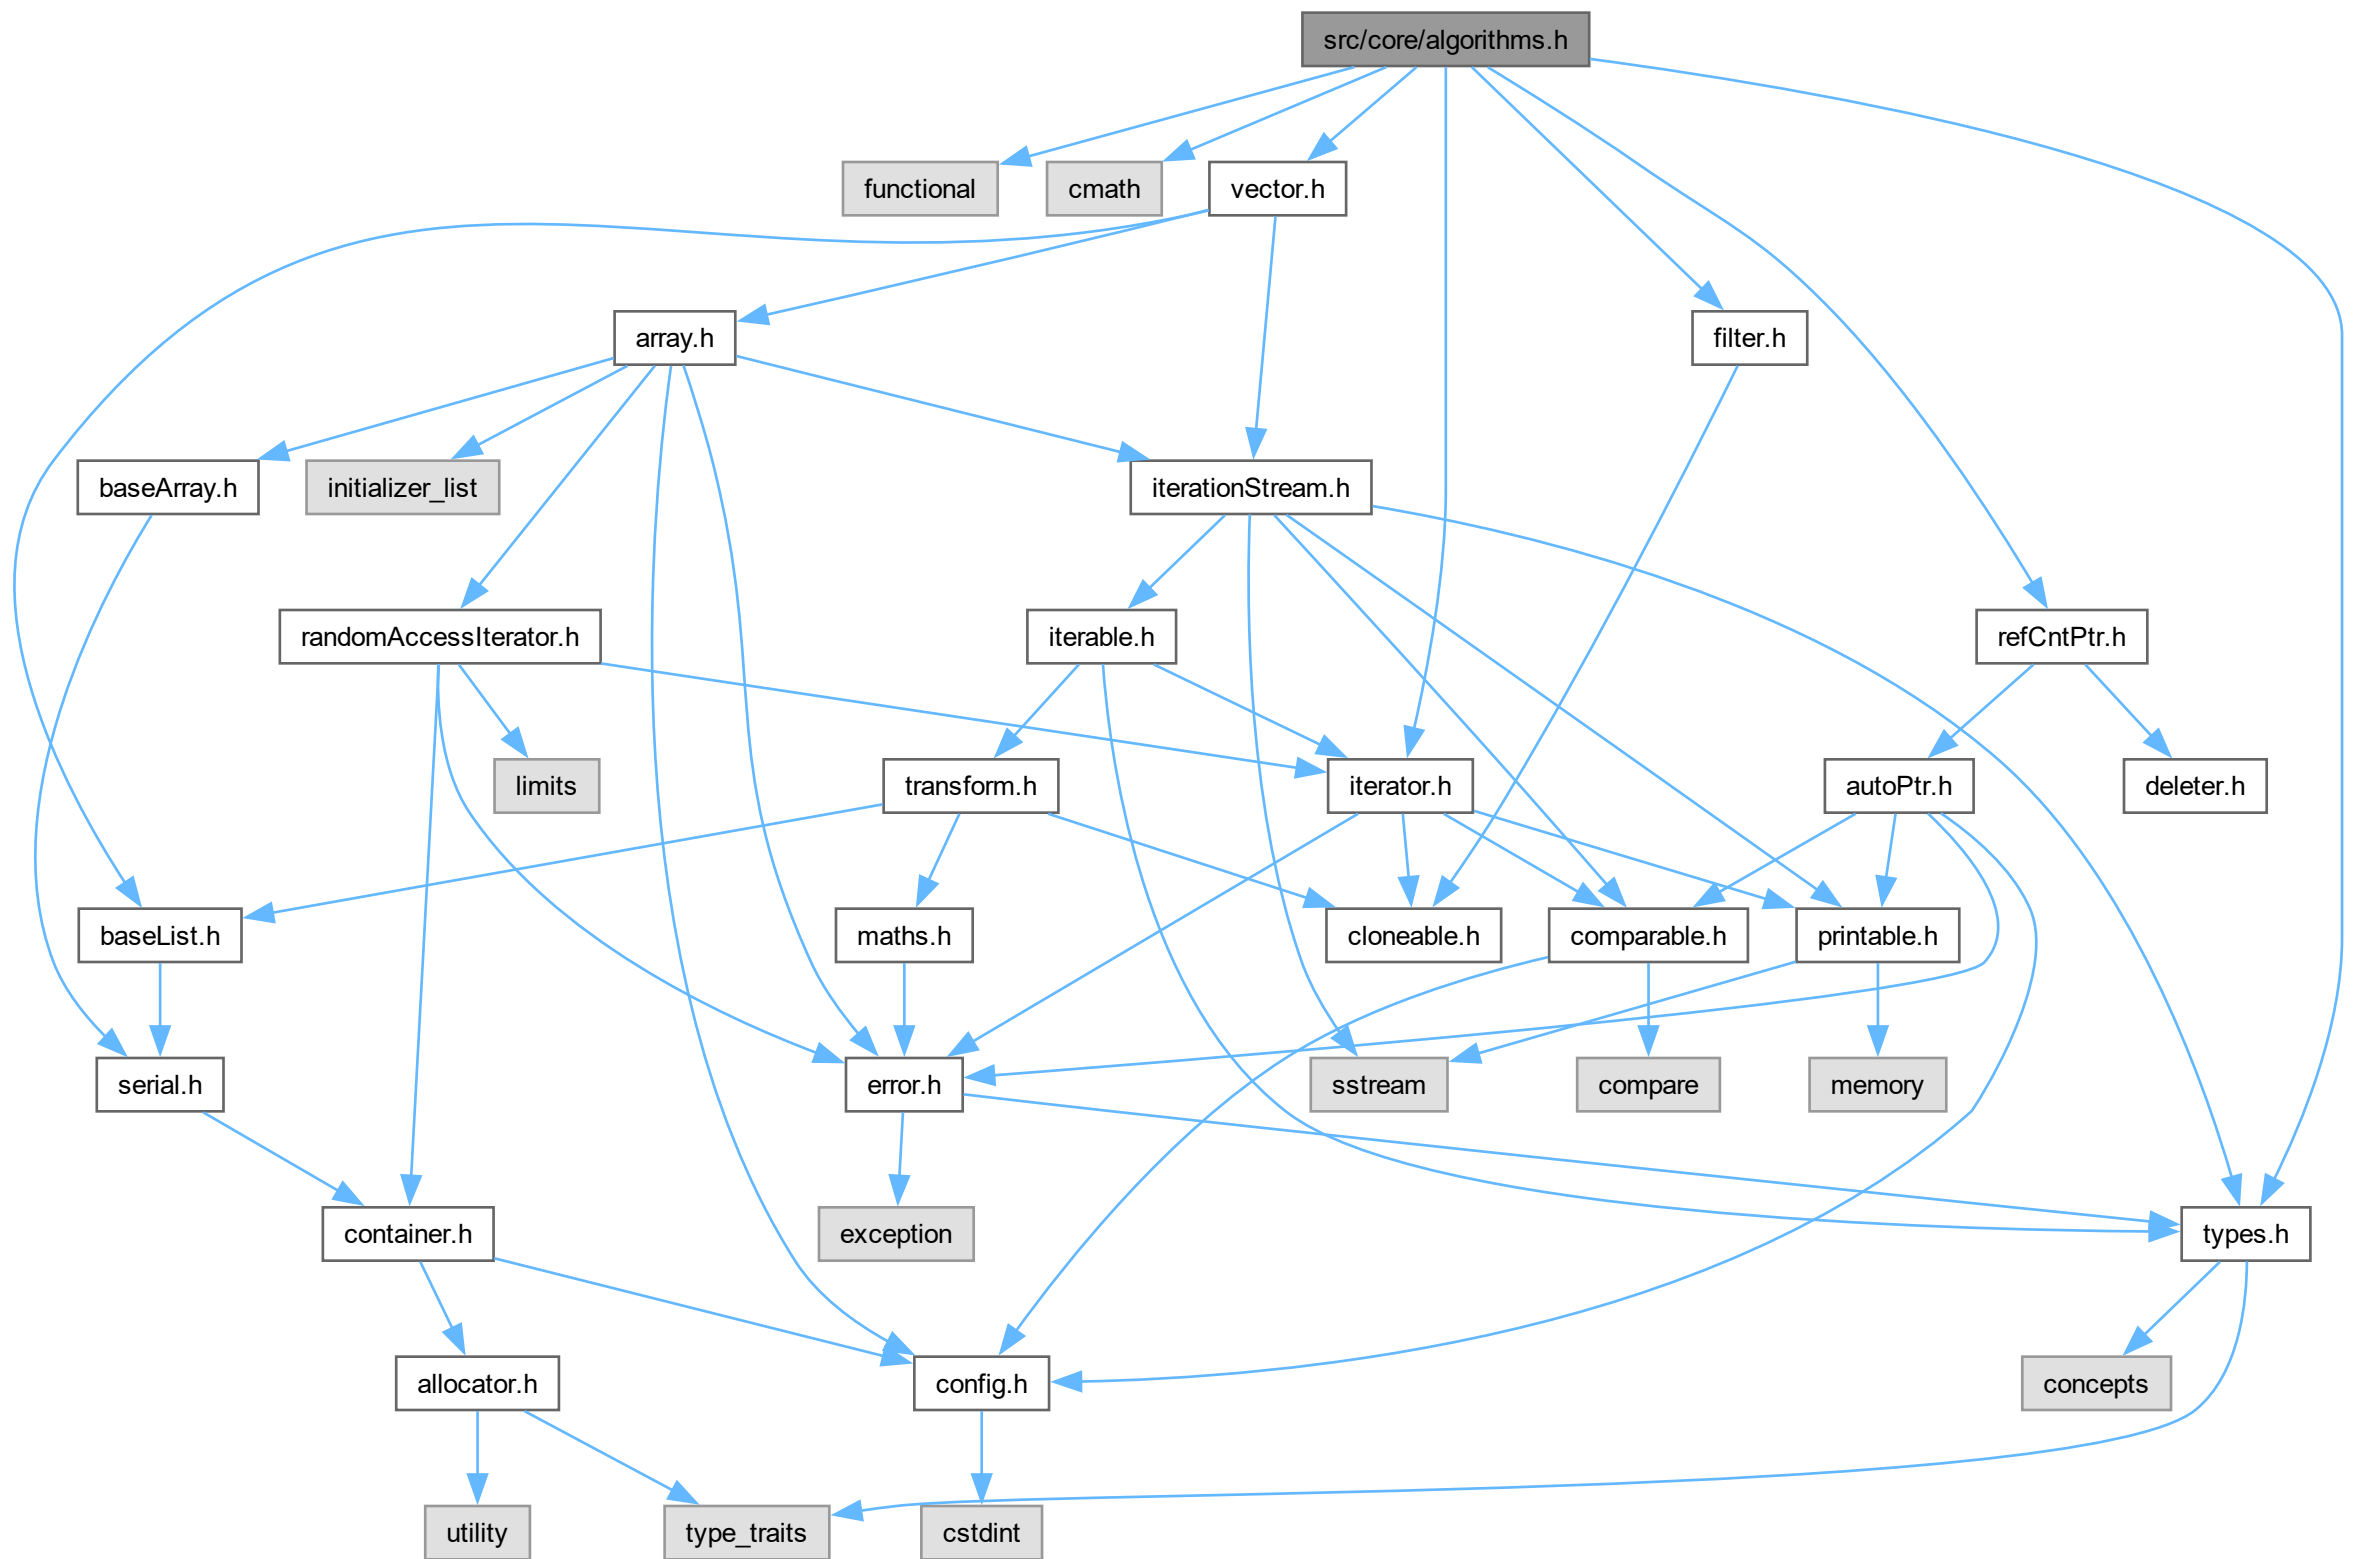 src/core/algorithms.h
functional
cmath
vector.h
array.h
filter.h
baseArray.h
initializer_list
iterationStream.h
randomAccessIterator.h
iterable.h
refCntPtr.h
limits
transform.h
iterator.h
autoPtr.h
deleter.h
baseList.h
maths.h
cloneable.h
comparable.h
printable.h
serial.h
error.h
sstream
compare
memory
container.h
exception
types.h
allocator.h
config.h
concepts
utility
type_traits
cstdint